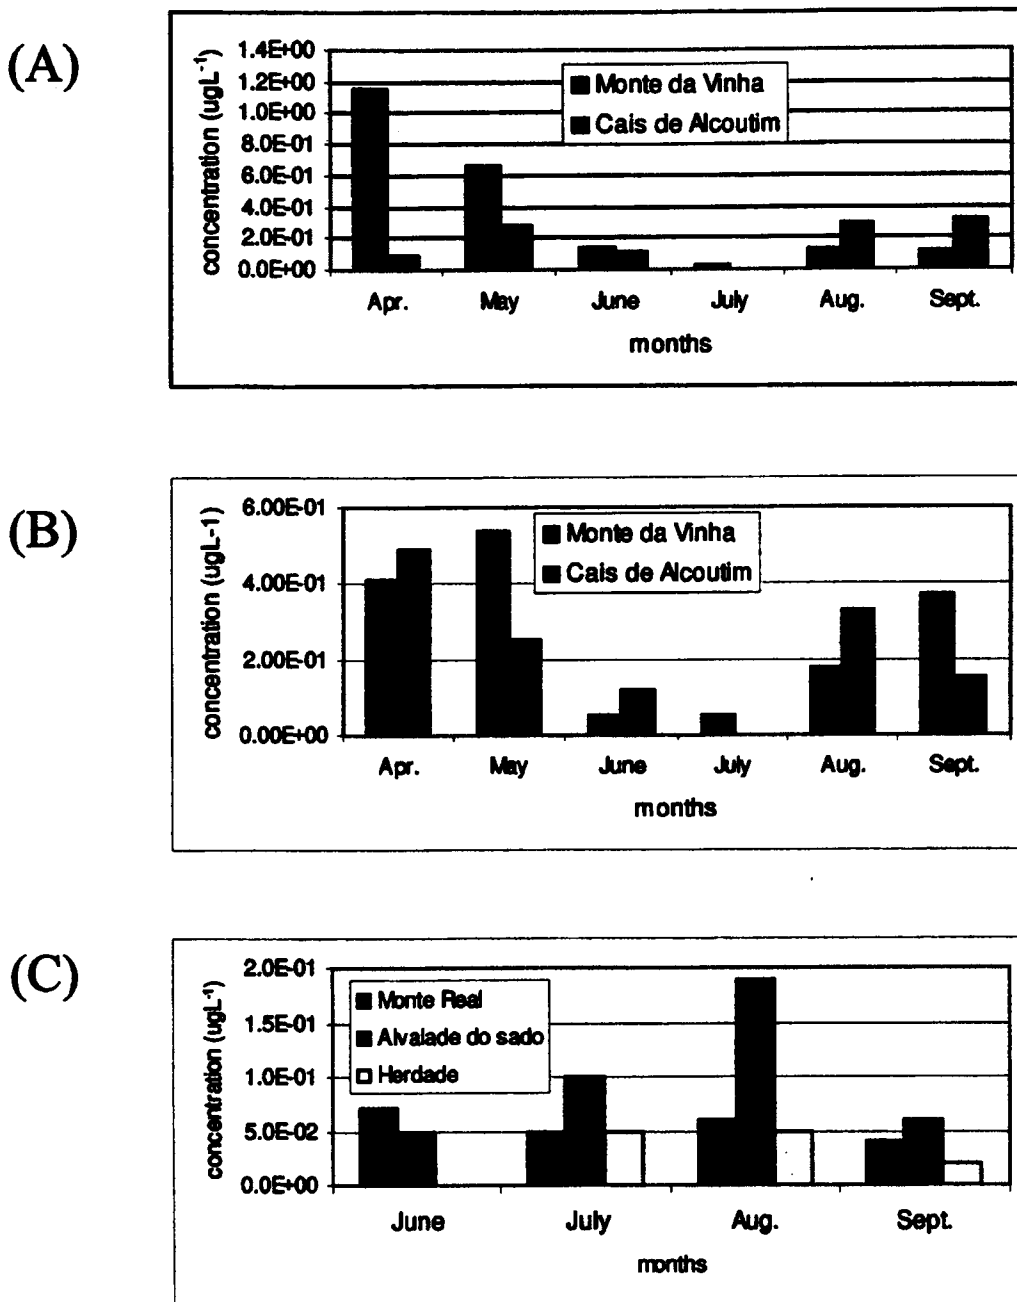 (A)
concentration (ugL-1)
1.4E+00
1.2E+00
1.0E+00
8.0E-01
6.0E-01
4.0E-01
2.0E-01
0.0E+00
Monte da Vinha
Cais de Alcoutim
Apr. May June July Aug. Sept.
months
(B)
concentration (ugL-1)
6.00E-01
4.00E-01
2.00E-01
0.00E+00
Monte da Vinha
Cais de Alcoutim
Apr. May June July Aug. Sept.
months
(C)
concentration (ugL-1)
2.0E-01
1.5E-01
1.0E-01
5.0E-02
0.0E+00
Monte Real
Alvalade do sado
Herdade
June July Aug. Sept.
months